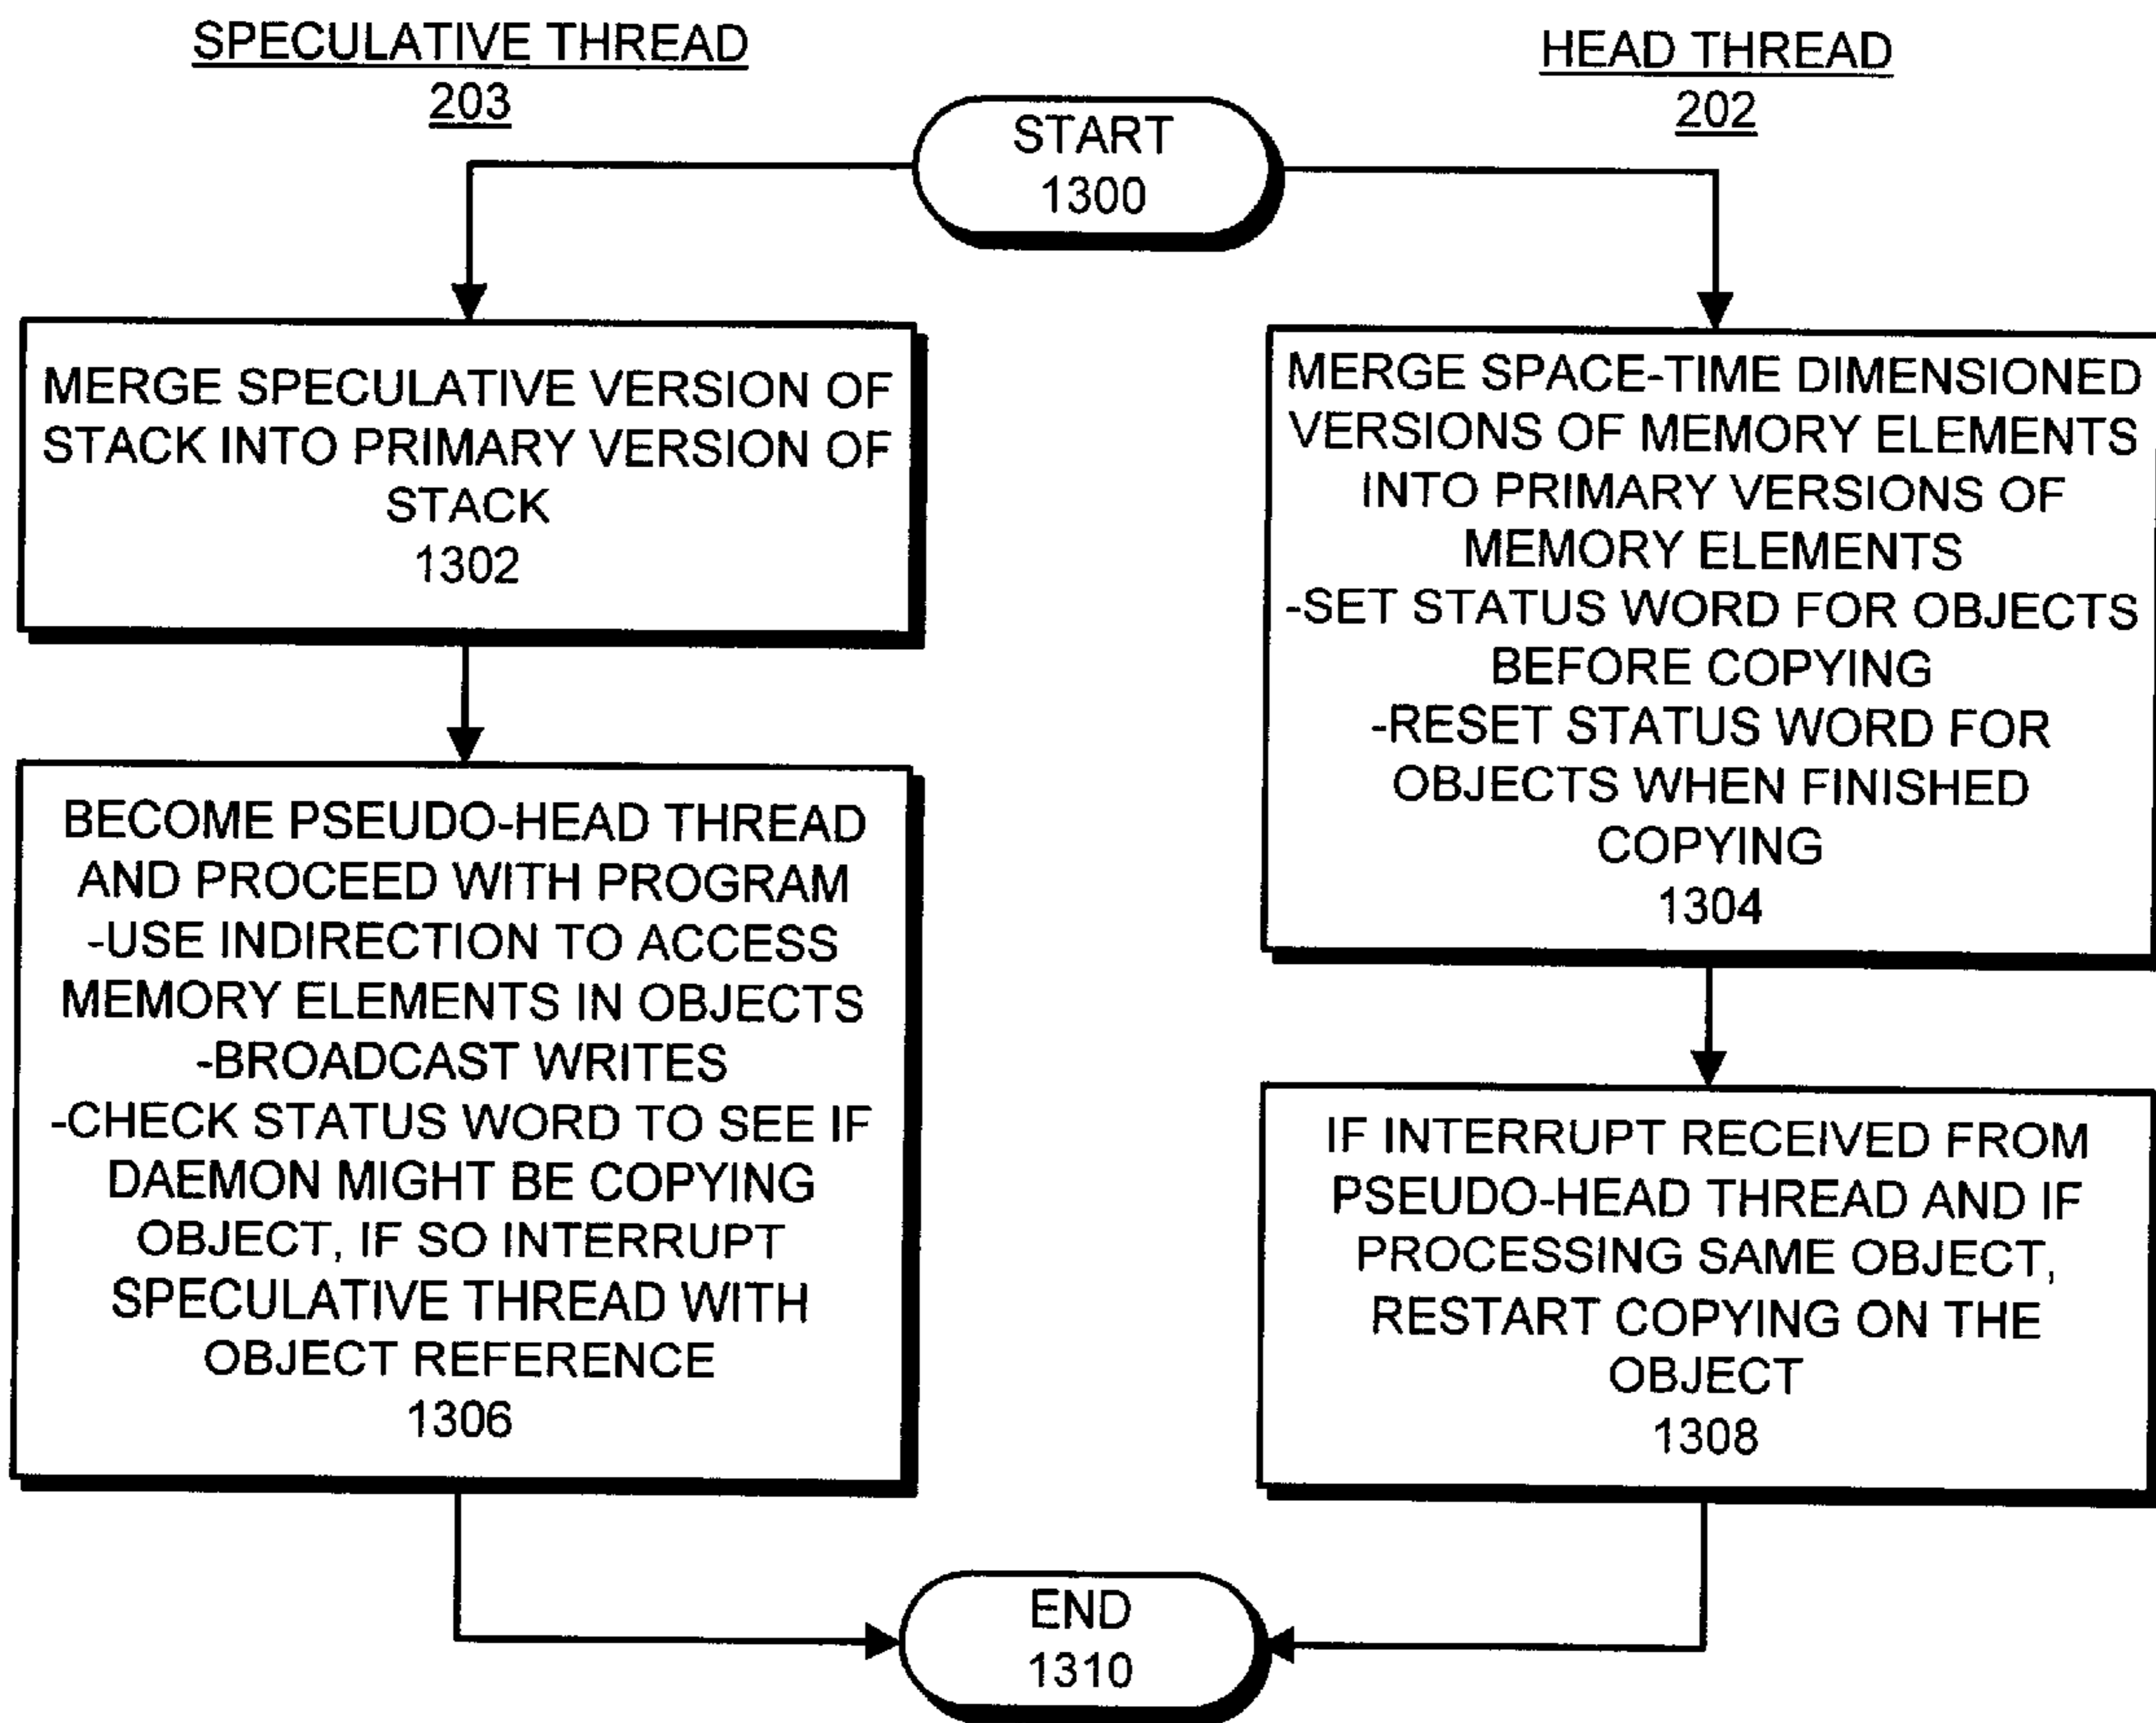 SPECULATIVE THREAD
203
HEAD THREAD
202
START
1300
MERGE SPECULATIVE VERSION OF
STACK INTO PRIMARY VERSION OF
STACK
1302
MERGE SPACE-TIME DIMENSIONED
VERSIONS OF MEMORY ELEMENTS
INTO PRIMARY VERSIONS OF
MEMORY ELEMENTS
-SET STATUS WORD FOR OBJECTS
BEFORE COPYING
-RESET STATUS WORD FOR
OBJECTS WHEN FINISHED
COPYING
1304
BECOME PSEUDO-HEAD THREAD
AND PROCEED WITH PROGRAM
-USE INDIRECTION TO ACCESS
MEMORY ELEMENTS IN OBJECTS
-BROADCAST WRITES
-CHECK STATUS WORD TO SEE IF
DAEMON MIGHT BE COPYING
OBJECT, IF SO INTERRUPT
SPECULATIVE THREAD WITH
OBJECT REFERENCE
1306
IF INTERRUPT RECEIVED FROM
PSEUDO-HEAD THREAD AND IF
PROCESSING SAME OBJECT,
RESTART COPYING ON THE
OBJECT
1308
END
1310